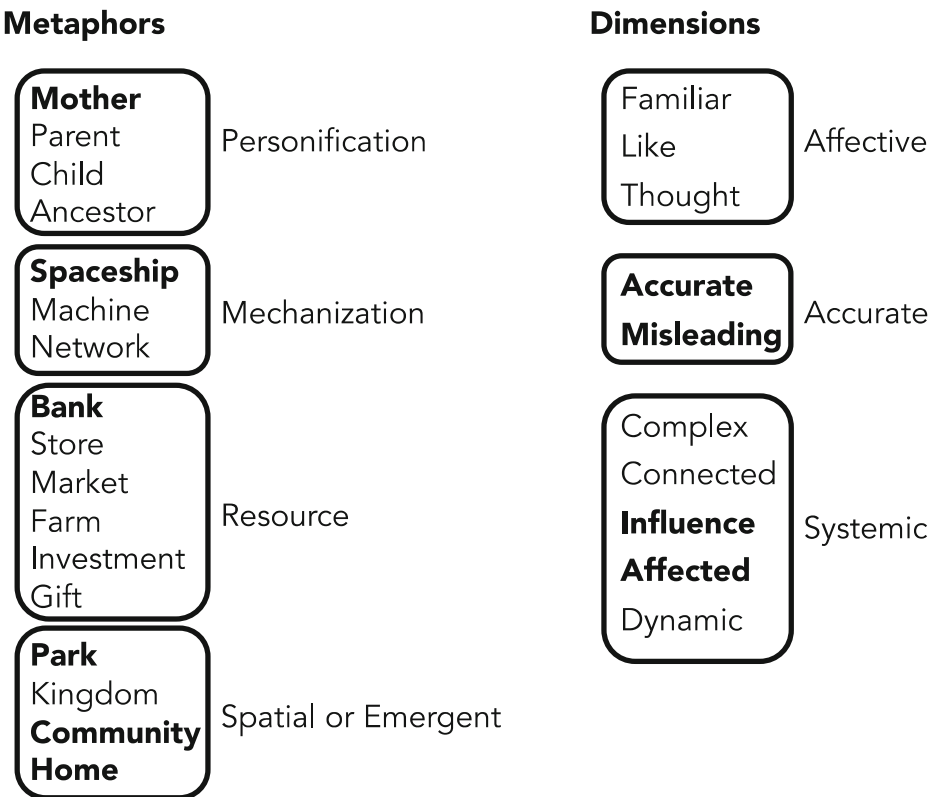 Metaphors
Mother
Parent
Child
Ancestor
Personification
Spaceship
Machine
Network
Mechanization
Bank
Store
Market
Farm
Investment
Gift
Resource
Park
Kingdom
Community
Home
Spatial or Emergent
Dimensions
Familiar
Like
Thought
Affective
Accurate
Misleading
Accurate
Complex
Connected
Influence
Affected
Dynamic
Systemic